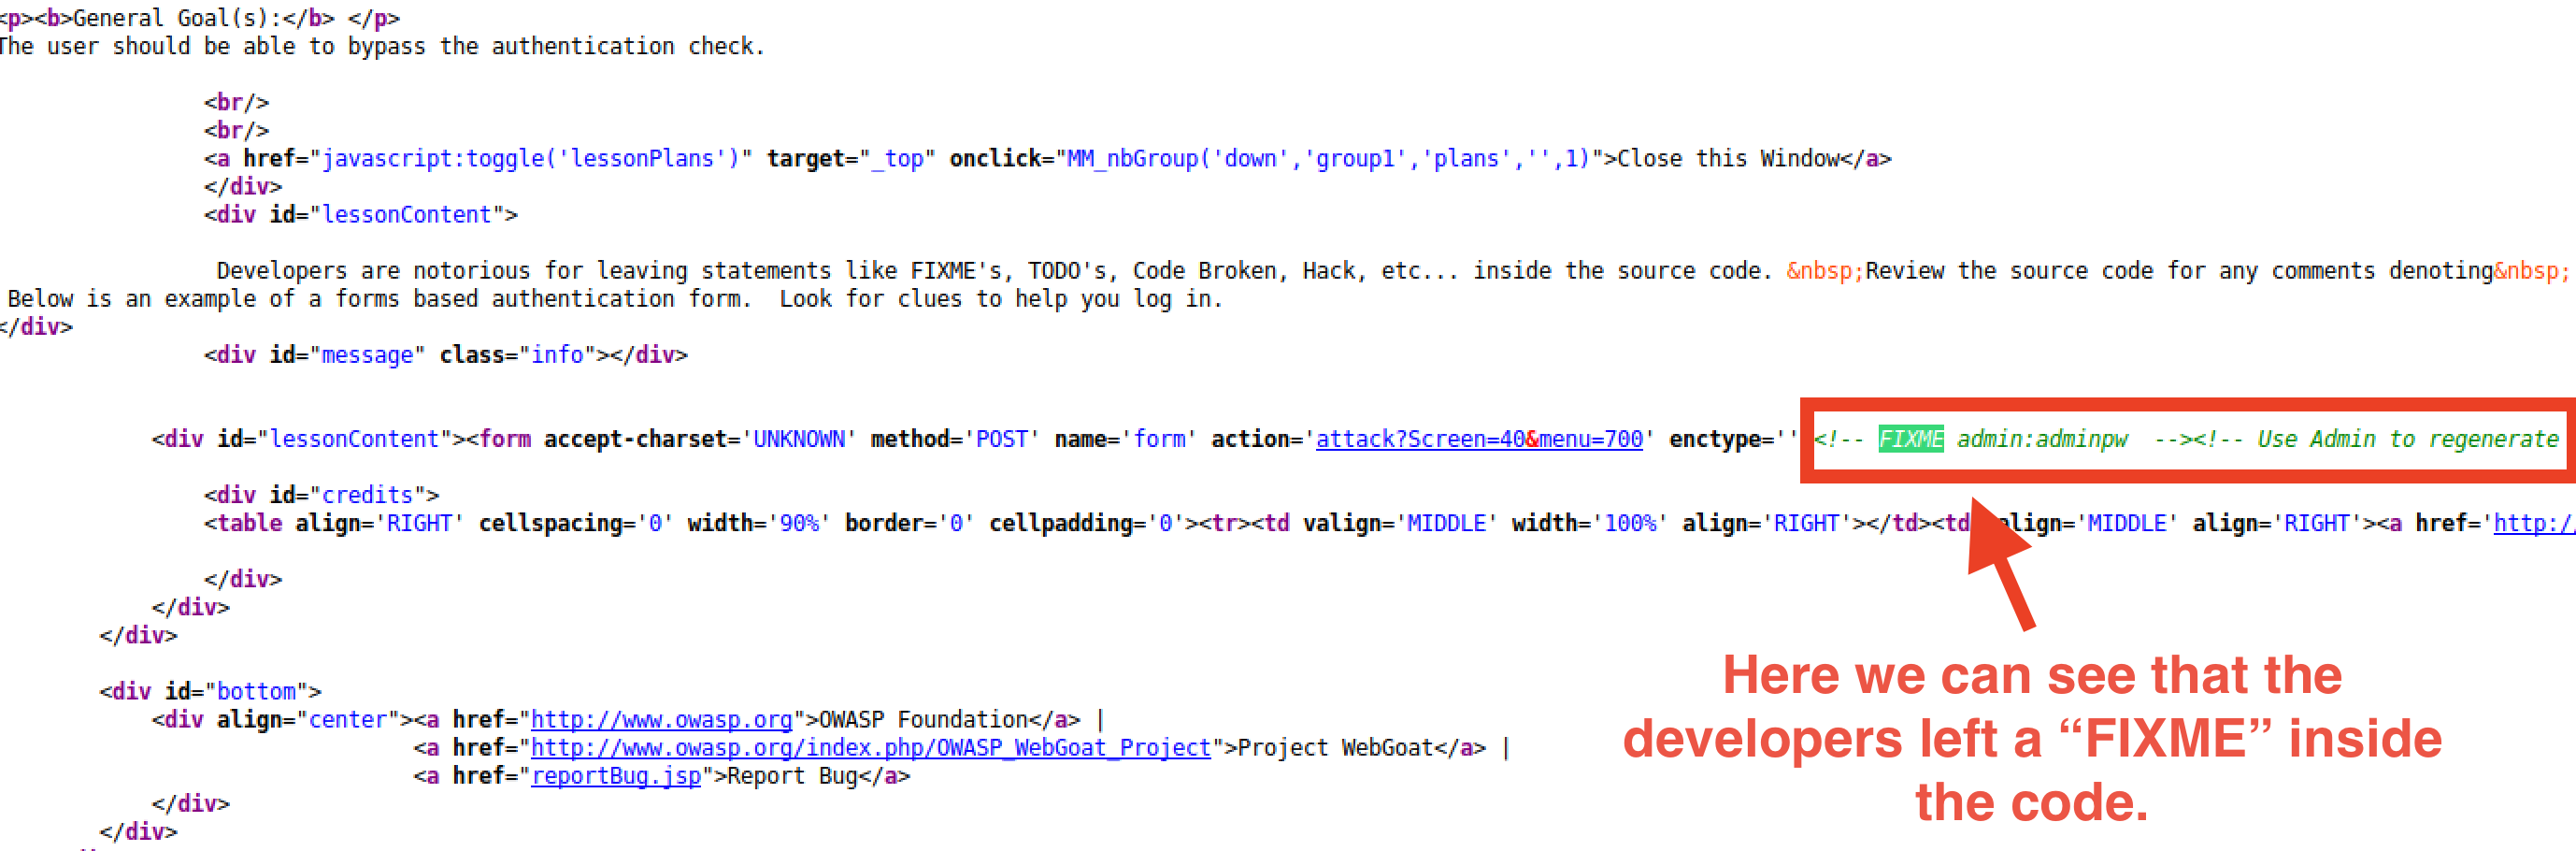 <p><b>General Goal(s):</b> </p>
The user should be able to bypass the authentication check.
<br/>
<br/>
<a href="javascript:toggle('lessonPlans')" target="_top" onclick="MM_nbGroup('down','group1','plans','',1)">Close this Window</a>
</div>
<div id="lessonContent">
Developers are notorious for leaving statements like FIXME's, TODO's, Code Broken, Hack, etc... inside the source code. &nbsp;Review the source code for any comments denoting&nbsp;
Below is an example of a forms based authentication form.  Look for clues to help you log in.
</div>
<div id="message" class="info"></div>
<div id="lessonContent"><form accept-charset='UNKNOWN' method='POST' name='form' action='attack?Screen=40&menu=700' enctype='' <!-- FIXME admin:adminpw  --><!-- Use Admin to regenerate
<div id="credits">
<table align='RIGHT' cellspacing='0' width='90%' border='0' cellpadding='0'><tr><td valign='MIDDLE' width='100%' align='RIGHT'></td><td align='MIDDLE' align='RIGHT'><a href='http:/
</div>
</div>
</div>
<div id="bottom">
<div align="center"><a href="http://www.owasp.org">OWASP Foundation</a> |
<a href="http://www.owasp.org/index.php/OWASP_WebGoat_Project">Project WebGoat</a> |
<a href="reportBug.jsp">Report Bug</a>
</div>
</div>
Here we can see that the
developers left a “FIXME” inside
the code.